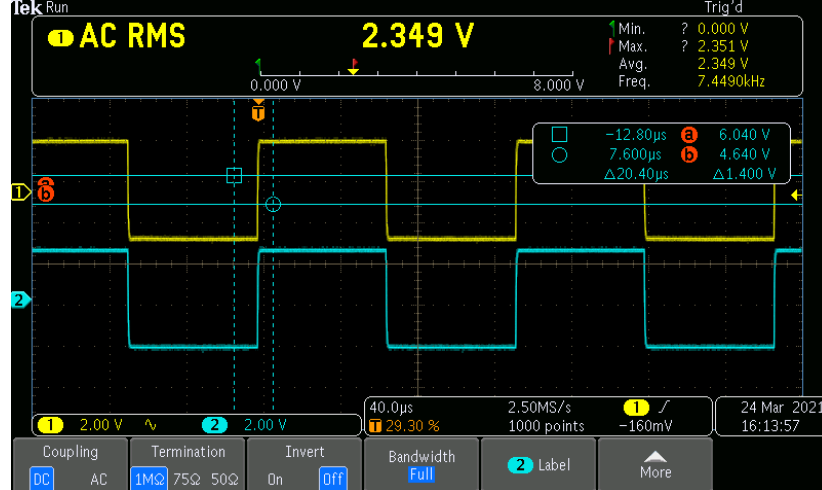 Tek Run Trig'd
1 AC RMS 2.349 V
Min. ? 0.000 V
Max. ? 2.351 V
Avg. 2.349 V
Freq. 7.4490kHz
0.000 V 8.000 V
T
-12.80µs a 6.040 V
7.600µs b 4.640 V
△20.40µs △1.400 V
1
a
b
2
1 2.00 V 2 2.00 V
40.0µs 2.50MS/s 1
T 29.30 % 1000 points -160mV
24 Mar 2021
16:13:57
Coupling
DC AC
Termination
1MΩ 75Ω 50Ω
Invert
On Off
Bandwidth
Full
2 Label
More